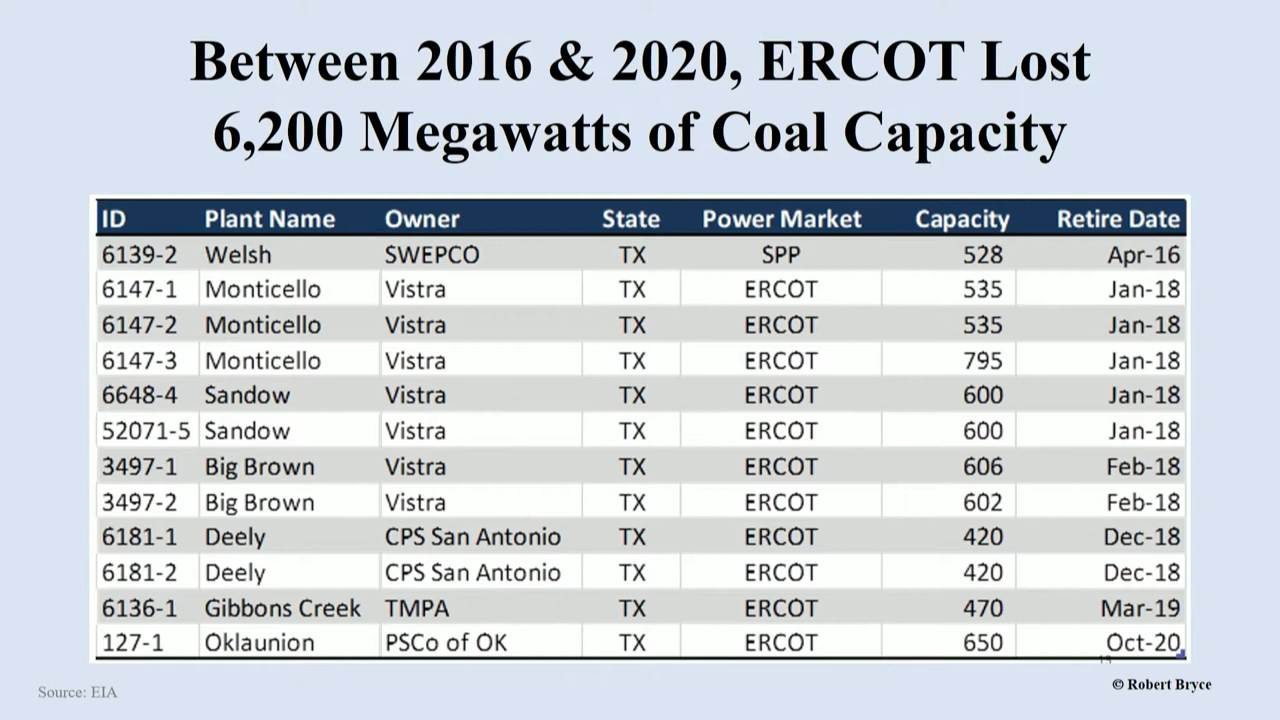 Between 2016 & 2020, ERCOT Lost
6,200 Megawatts of Coal Capacity
ID Plant Name Owner State Power Market Capacity Retire Date
6139-2 Welsh SWEPCO TX SPP 528 Apr-16
6147-1 Monticello Vistra TX ERCOT 535 Jan-18
6147-2 Monticello Vistra TX ERCOT 535 Jan-18
6147-3 Monticello Vistra TX ERCOT 795 Jan-18
6648-4 Sandow Vistra TX ERCOT 600 Jan-18
52071-5 Sandow Vistra TX ERCOT 600 Jan-18
3497-1 Big Brown Vistra TX ERCOT 606 Feb-18
3497-2 Big Brown Vistra TX ERCOT 602 Feb-18
6181-1 Deely CPS San Antonio TX ERCOT 420 Dec-18
6181-2 Deely CPS San Antonio TX ERCOT 420 Dec-18
6136-1 Gibbons Creek TMPA TX ERCOT 470 Mar-19
127-1 Oklaunion PSCo of OK TX ERCOT 650 Oct-20
Source: EIA
© Robert Bryce